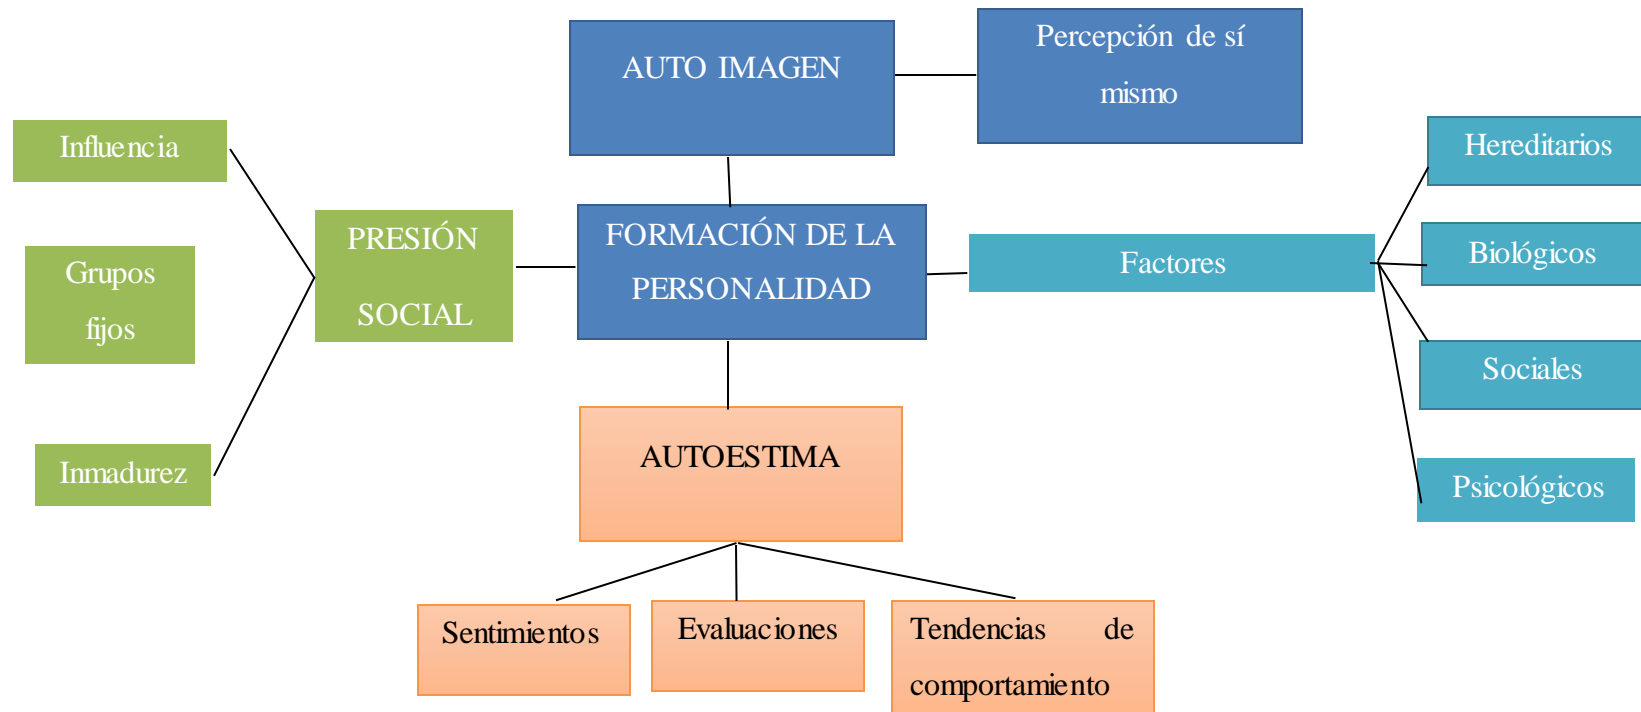 AUTO IMAGEN
Percepción de sí
mismo
Influencia
Grupos
fijos
Inmadurez
PRESIÓN
SOCIAL
FORMACIÓN DE LA
PERSONALIDAD
Factores
Hereditarios
Biológicos
Sociales
Psicológicos
AUTOESTIMA
Sentimientos
Evaluaciones
Tendencias de
comportamiento